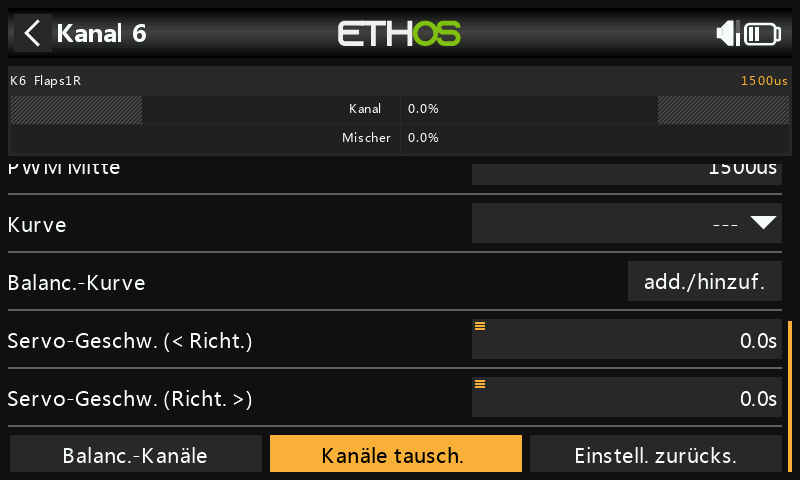 Kanal 6
ETHOS
K6 Flaps1R 1500us
Kanal 0.0%
Mischer 0.0%
PWM Mitte 1500us
Kurve ---
Balanc.-Kurve add./hinzuf.
Servo-Geschw. (< Richt.) 0.0s
Servo-Geschw. (Richt. >) 0.0s
Balanc.-Kanäle Kanäle tausch. Einstell. zurücks.